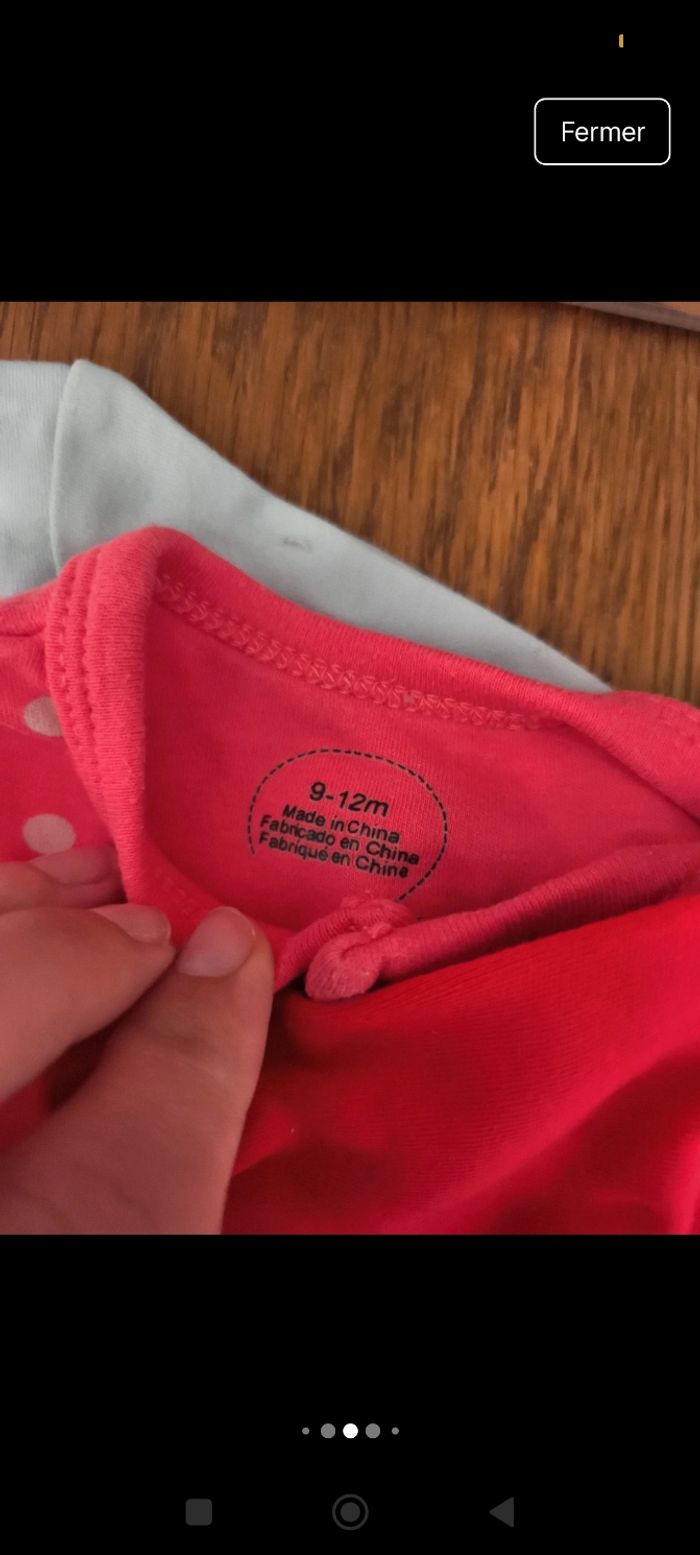 Fermer
9-12m
Made in China
Fabricado en China
Fabriqué en Chine